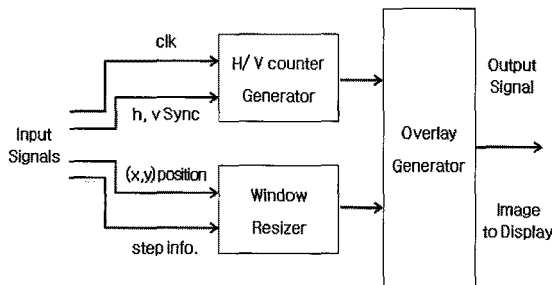 clk
h, v Sync
Input
Signals
(x,y)position
step info.
H/V counter
Generator
Window
Resizer
Overlay
Generator
Output
Signal
Image
to Display